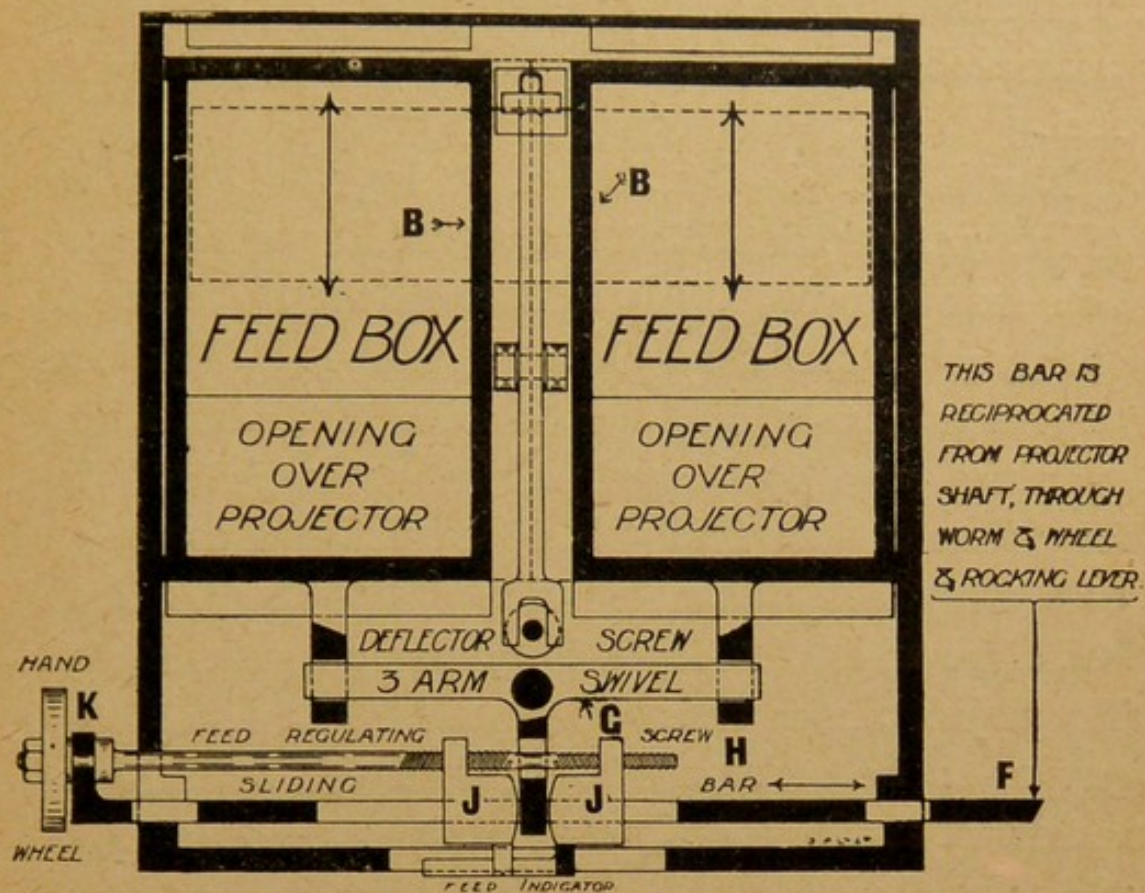 B
B
FEED BOX
FEED BOX
OPENING
OVER
PROJECTOR
OPENING
OVER
PROJECTOR
THIS BAR IS
RECIPROCATED
FROM PROJECTOR
SHAFT, THROUGH
WORM & WHEEL
& ROCKING LEVER.
DEFLECTOR SCREW
3 ARM SWIVEL
HAND
K
G
FEED REGULATING SCREW
H
SLIDING BAR
F
J
J
WHEEL
FEED INDICATOR